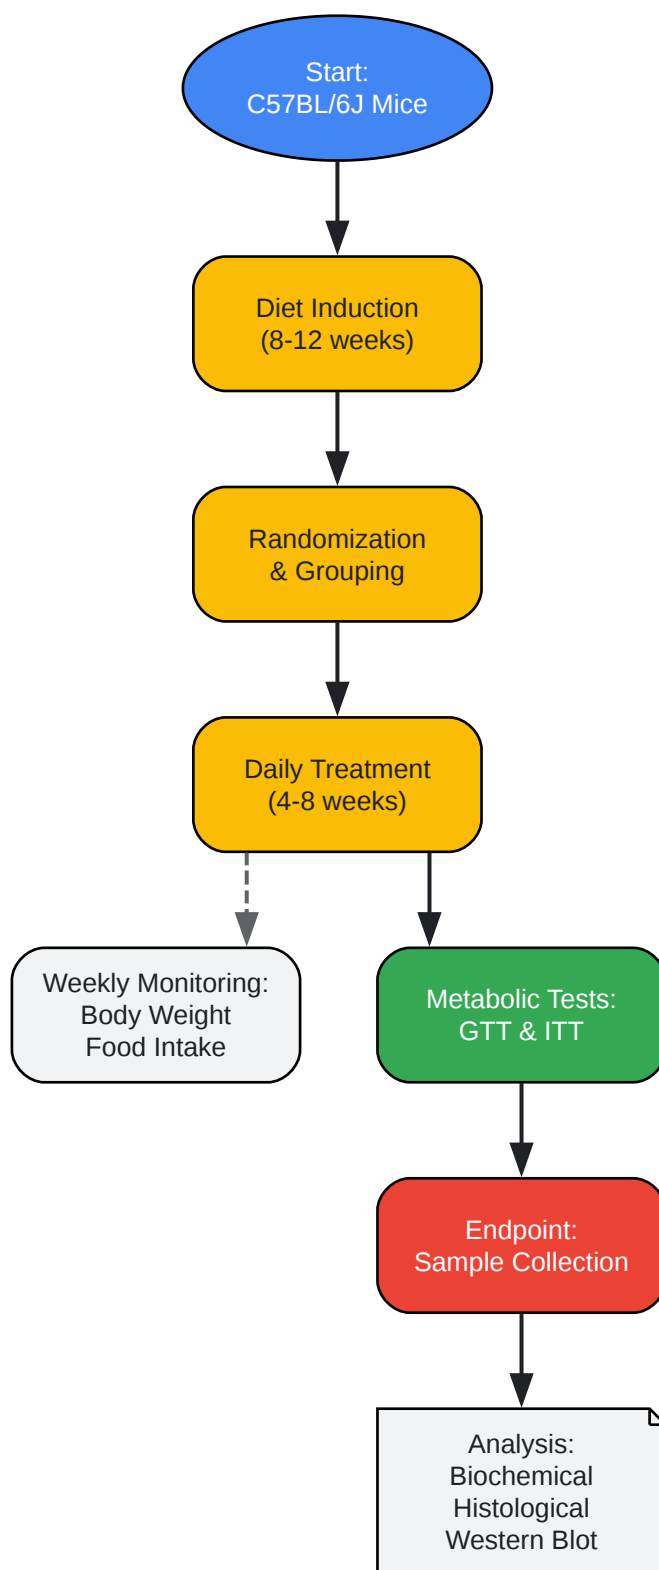 Start:
C57BL/6J Mice
Diet Induction
(8-12 weeks)
Randomization
& Grouping
Daily Treatment
(4-8 weeks)
Weekly Monitoring:
Body Weight
Food Intake
Metabolic Tests:
GTT & ITT
Endpoint:
Sample Collection
Analysis:
Biochemical
Histological
Western Blot